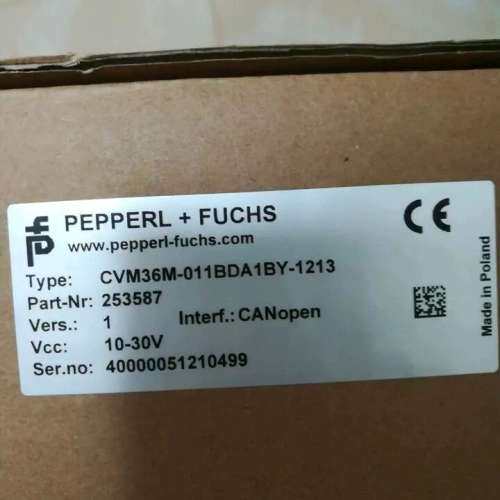 PEPPERL + FUCHS
www.pepperl-fuchs.com
CE
Type: CVM36M-011BDA1BY-1213
Part-Nr: 253587
Vers.: 1 Interf.: CANopen
Vcc: 10-30V
Ser.no: 40000051210499
Made in Poland